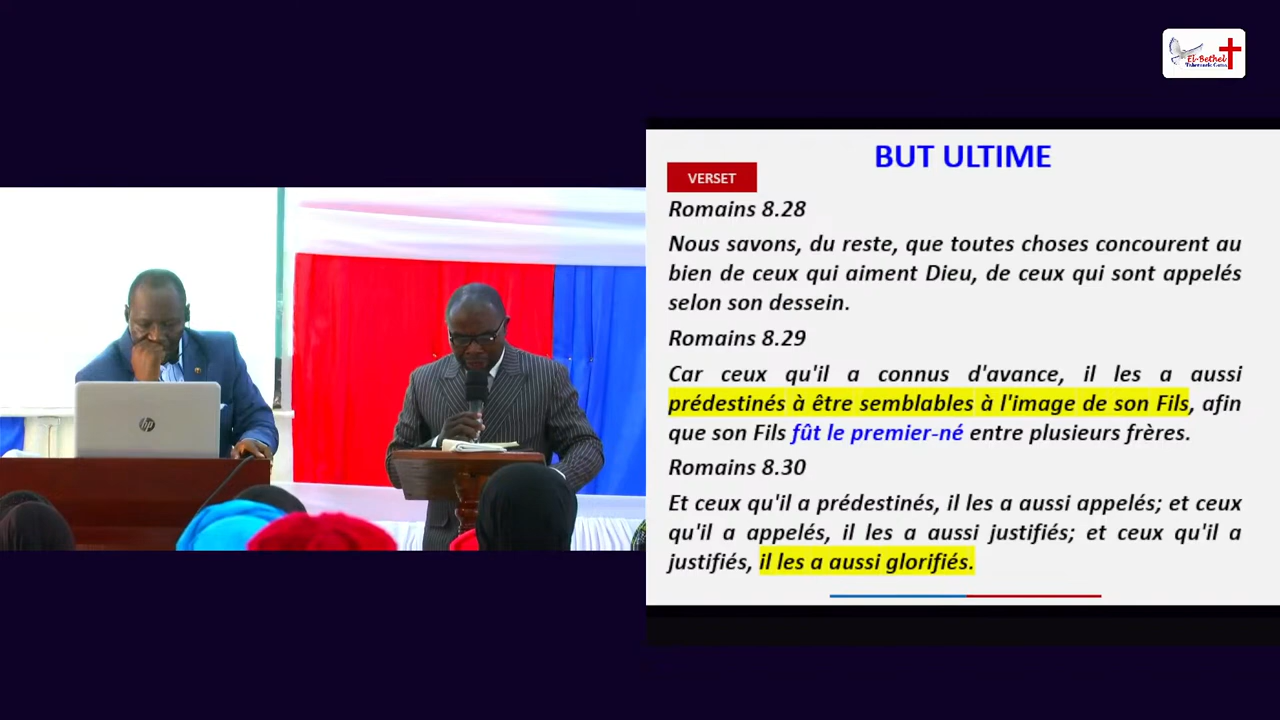 El-Bethel
Tabernacle Goma
BUT ULTIME
VERSET
Romains 8.28
Nous savons, du reste, que toutes choses concourent au
bien de ceux qui aiment Dieu, de ceux qui sont appelés
selon son dessein.
Romains 8.29
Car ceux qu'il a connus d'avance, il les a aussi
prédestinés à être semblables à l'image de son Fils, afin
que son Fils fût le premier-né entre plusieurs frères.
Romains 8.30
Et ceux qu'il a prédestinés, il les a aussi appelés; et ceux
qu'il a appelés, il les a aussi justifiés; et ceux qu'il a
justifiés, il les a aussi glorifiés.
hp